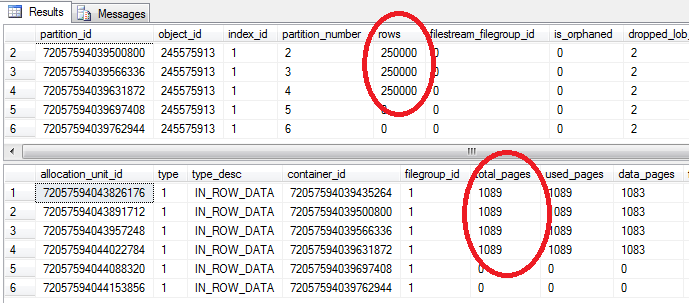 Results Messages
partition_id object_id index_id partition_number rows filestream_filegroup_id is_orphaned dropped_lob_
2 72057594039500800 245575913 1 2 250000 0 0 2
3 72057594039566336 245575913 1 3 250000 0 0 2
4 72057594039631872 245575913 1 4 250000 0 0 2
5 72057594039697408 245575913 1 5 0 0 0 2
6 72057594039762944 245575913 1 6 0 0 0 2
allocation_unit_id type type_desc container_id filegroup_id total_pages used_pages data_pages
1 72057594043826176 1 IN_ROW_DATA 72057594039435264 1 1089 1089 1083
2 72057594043891712 1 IN_ROW_DATA 72057594039500800 1 1089 1089 1083
3 72057594043957248 1 IN_ROW_DATA 72057594039566336 1 1089 1089 1083
4 72057594044022784 1 IN_ROW_DATA 72057594039631872 1 1089 1089 1083
5 72057594044088320 1 IN_ROW_DATA 72057594039697408 1 0 0 0
6 72057594044153856 1 IN_ROW_DATA 72057594039762944 1 0 0 0